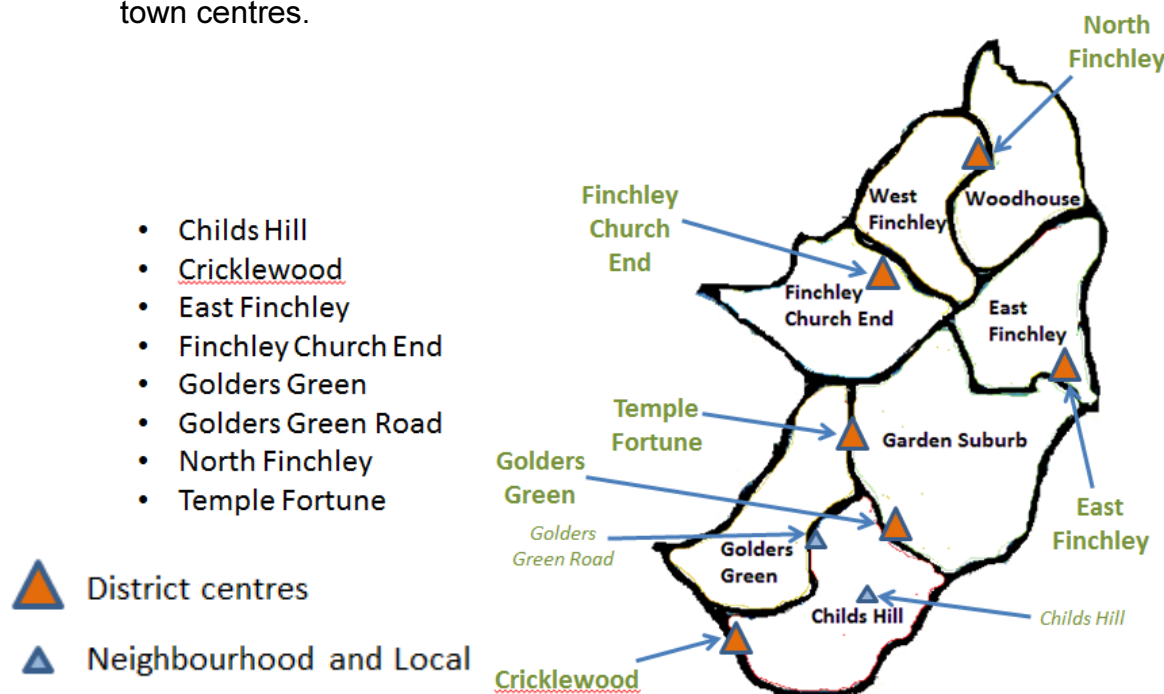 town centres.
• Childs Hill
• Cricklewood
• East Finchley
• Finchley Church End
• Golders Green
• Golders Green Road
• North Finchley
• Temple Fortune
District centres
Neighbourhood and Local
North
Finchley
Finchley
Church
End
West
Finchley
Woodhouse
Finchley
Church End
East
Finchley
Temple
Fortune
Garden Suburb
Golders
Green
Golders
Green Road
Golders
Green
East
Finchley
Childs Hill
Childs Hill
Cricklewood